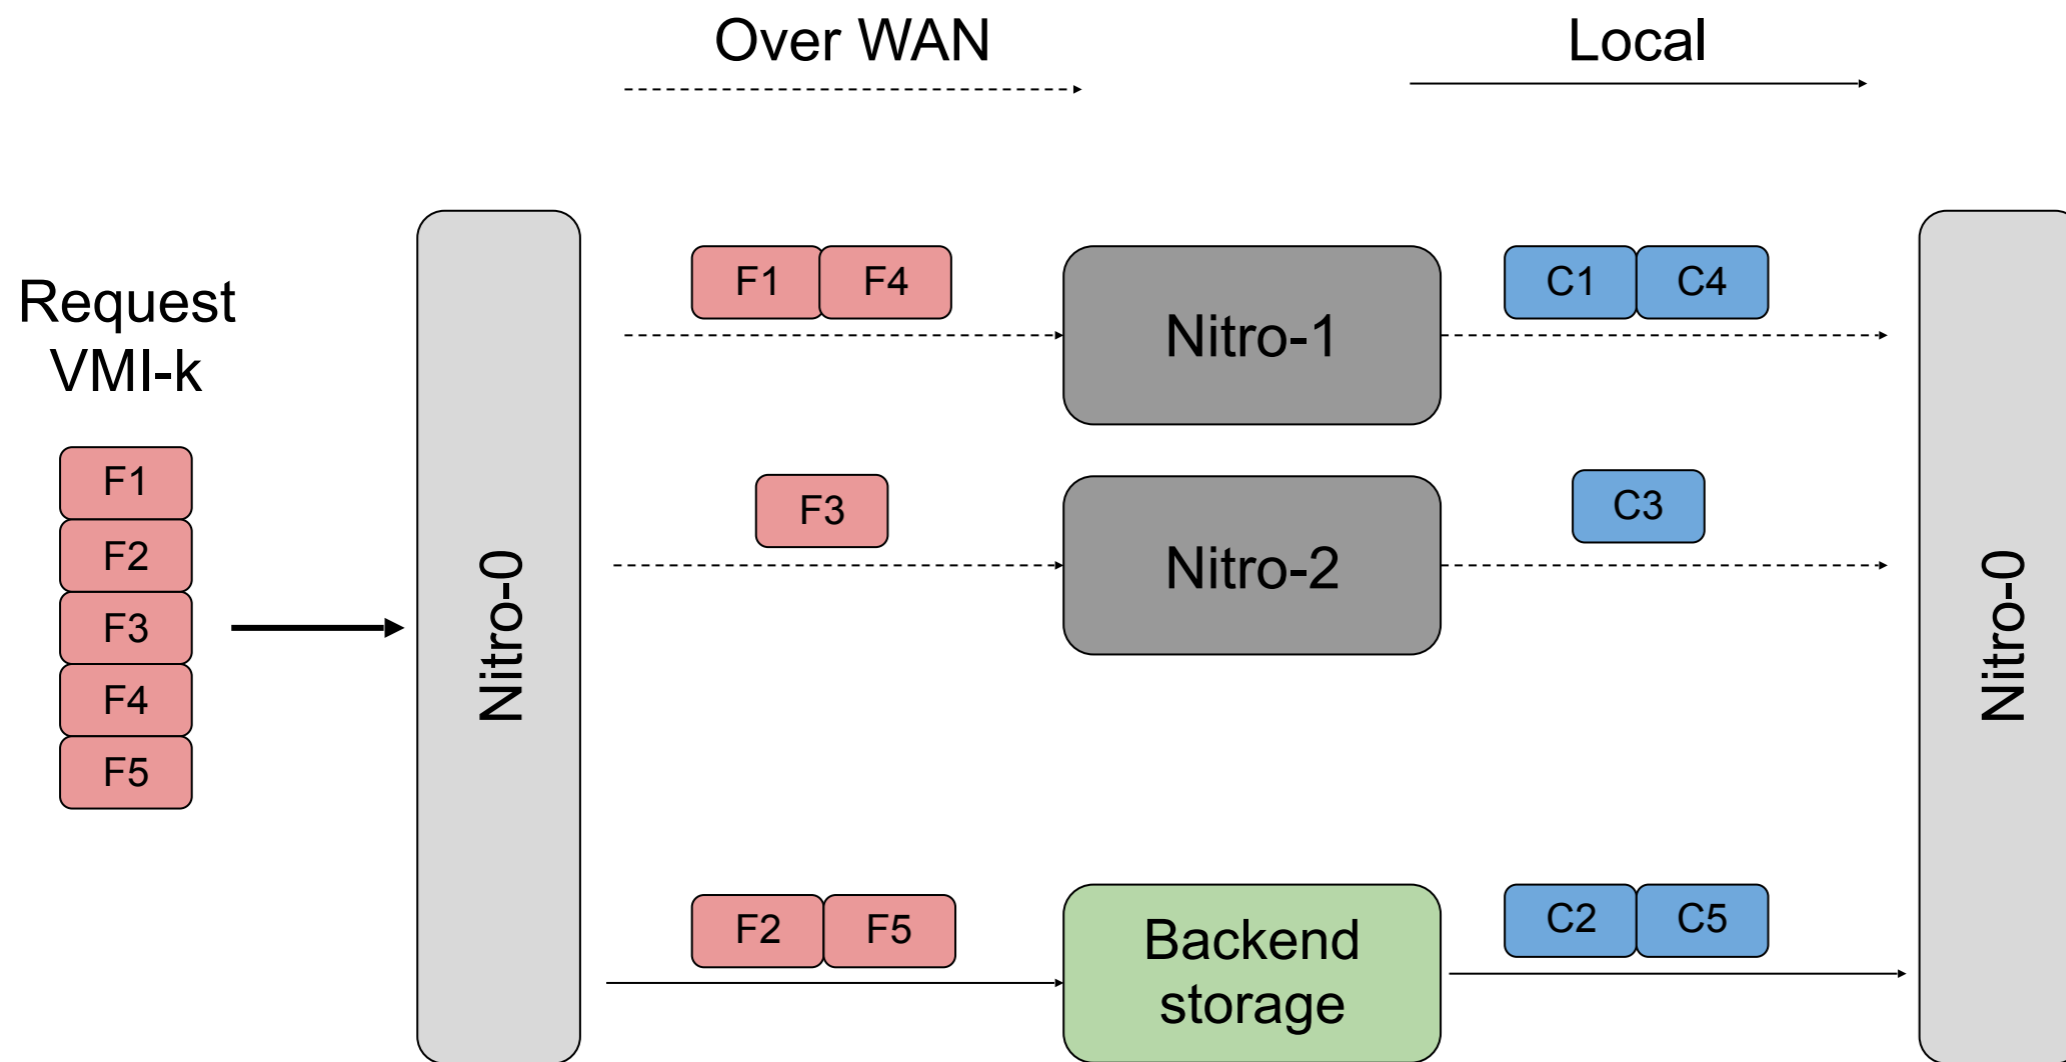 Over WAN
Local
Request
VMI-k
F1
F2
F3
F4
F5
Nitro-0
F1 F4
Nitro-1
C1 C4
F3
Nitro-2
C3
F2 F5
Backend
storage
C2 C5
Nitro-0